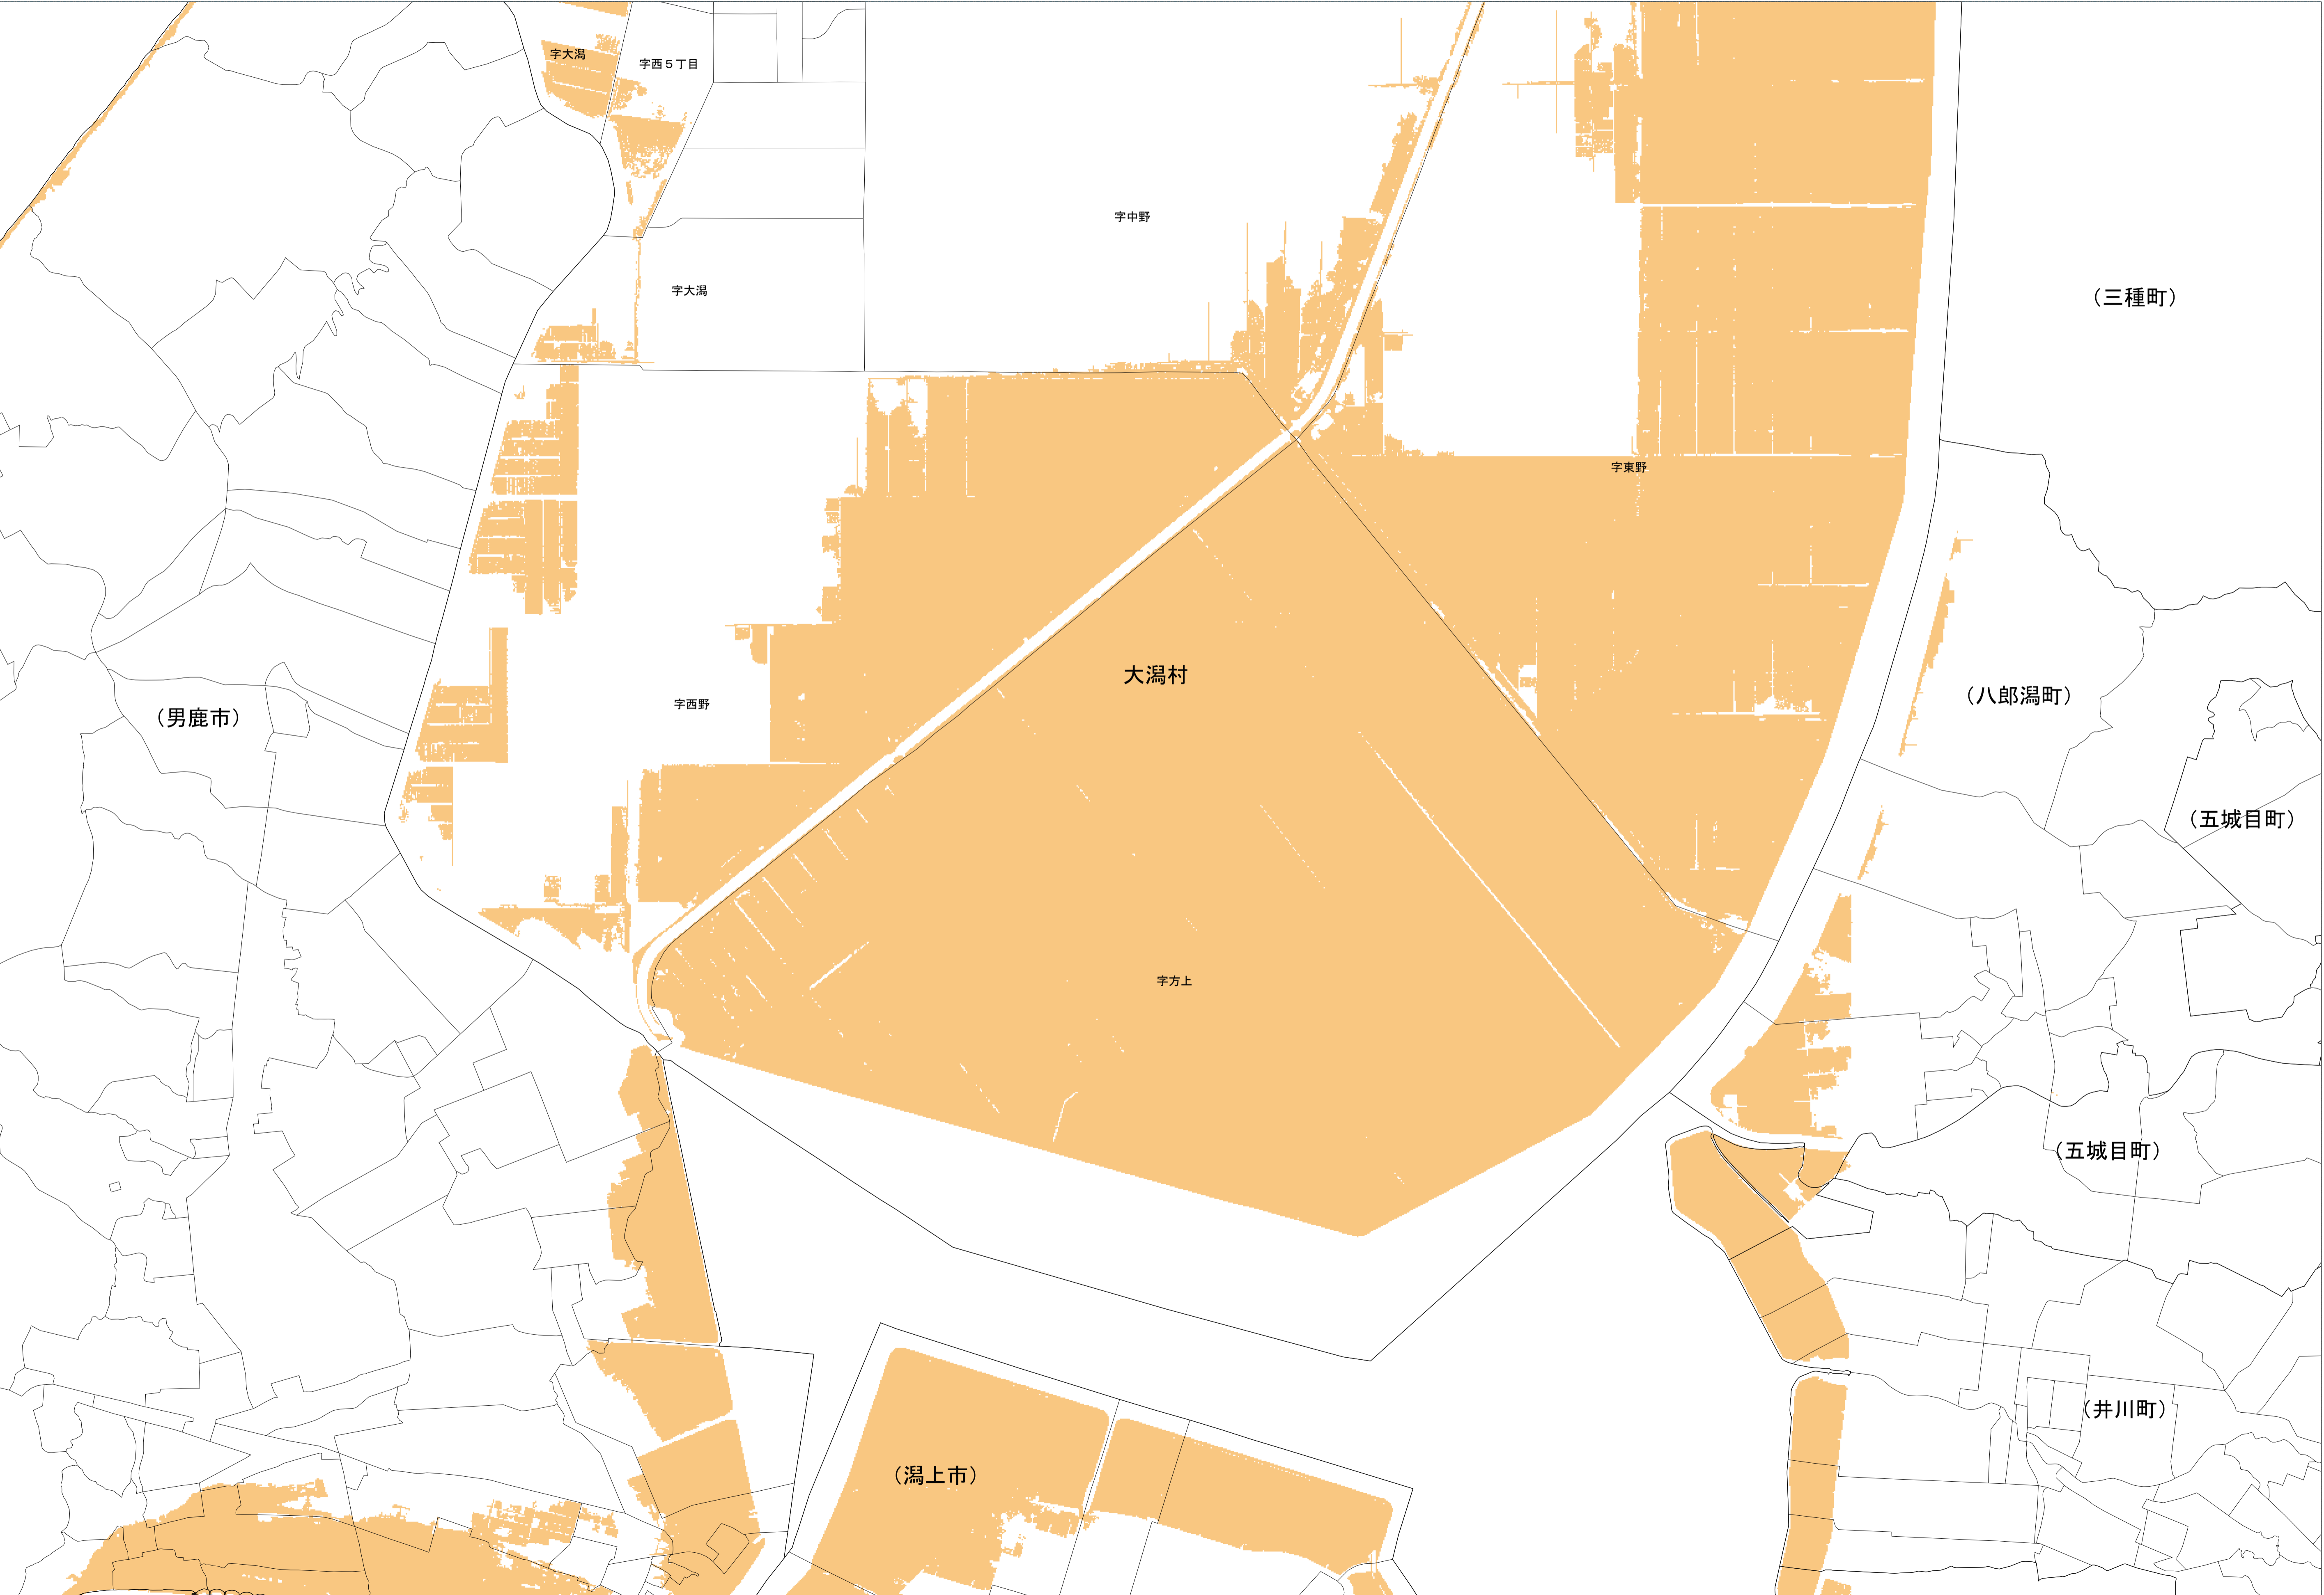 字大潟
字西５丁目
字中野
字大潟
（三種町）
字東野
大潟村
（八郎潟町）
字西野
（男鹿市）
（五城目町）
字方上
（五城目町）
（井川町）
（潟上市）